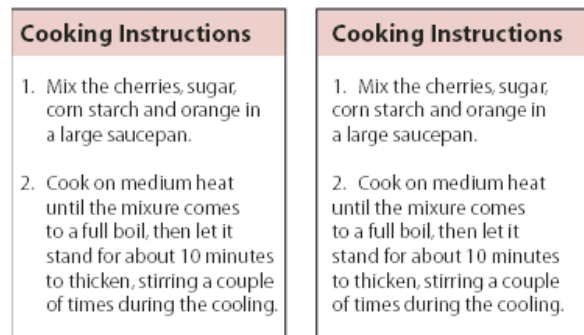 Cooking Instructions
1. Mix the cherries, sugar,
corn starch and orange in
a large saucepan.
2. Cook on medium heat
until the mixure comes
to a full boil, then let it
stand for about 10 minutes
to thicken, stirring a couple
of times during the cooling.
Cooking Instructions
1. Mix the cherries, sugar,
corn starch and orange in
a large saucepan.
2. Cook on medium heat
until the mixure comes
to a full boil, then let it
stand for about 10 minutes
to thicken, stirring a couple
of times during the cooling.